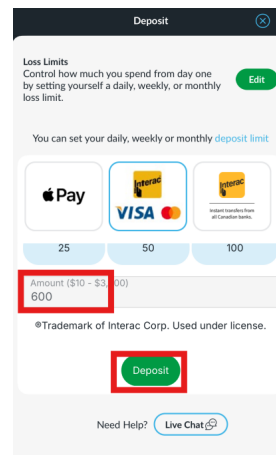 Deposit
Loss Limits
Control how much you spend from day one
by setting yourself a daily, weekly, or monthly
loss limit.
Edit
You can set your daily, weekly or monthly deposit limit
Pay
Interac
VISA
Interac
Instant transfers from
all Canadian banks.
25
50
100
Amount ($10 - $3,000)
600
®Trademark of Interac Corp. Used under license.
Deposit
Need Help?
Live Chat